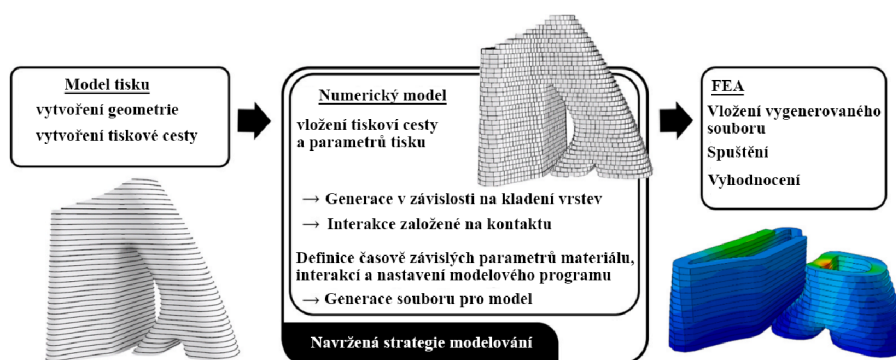 Model tisku
vytvoření geometrie
vytvoření tiskové cesty
Numerický model
vložení tiskoví cesty
a parametrů tisku
→ Generace v závislosti na kladení vrstev
→ Interakce založené na kontaktu
Definice časově závislých parametrů materiálu,
interakcí a nastavení modelového programu
→ Generace souboru pro model
Navržená strategie modelování
FEA
Vložení vygenerovaného
souboru
Spuštění
Vyhodnocení